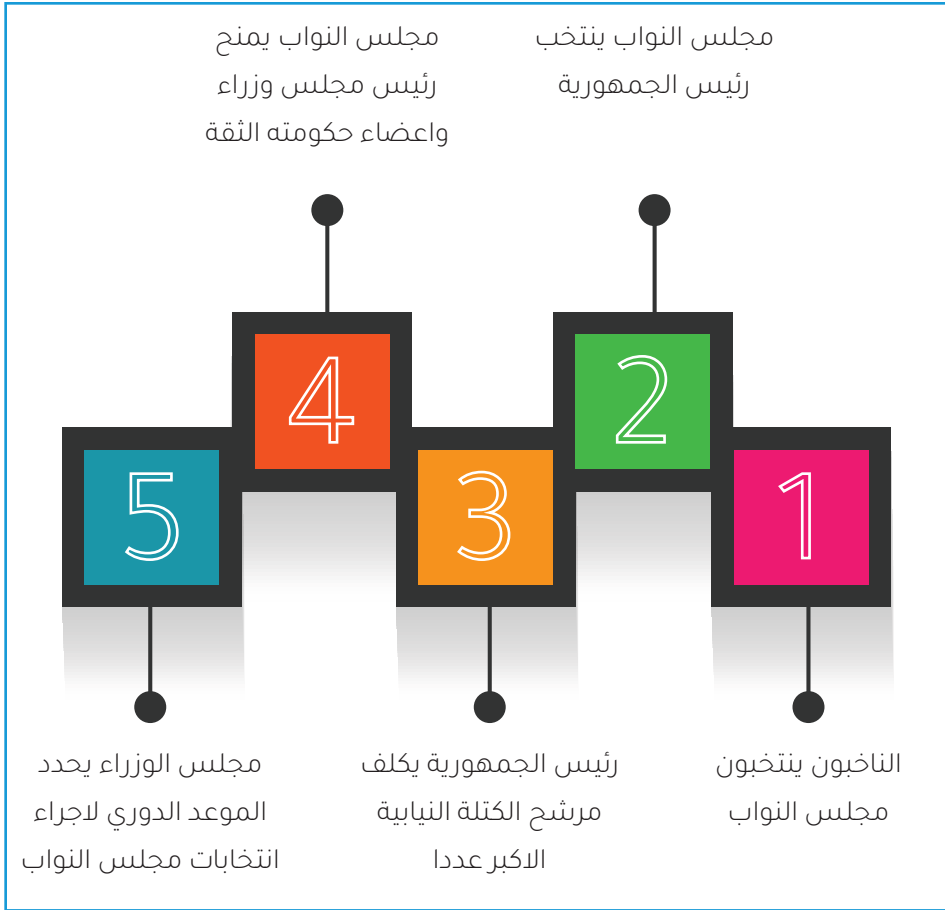 1
الناخبون ينتخبون
مجلس النواب
2
مجلس النواب ينتخب
رئيس الجمهورية
3
رئيس الجمهورية يكلف
مرشح الكتلة النيابية
الاكبر عددا
4
مجلس النواب يمنح
رئيس مجلس وزراء
واعضاء حكومته الثقة
5
مجلس الوزراء يحدد
الموعد الدوري لاجراء
انتخابات مجلس النواب